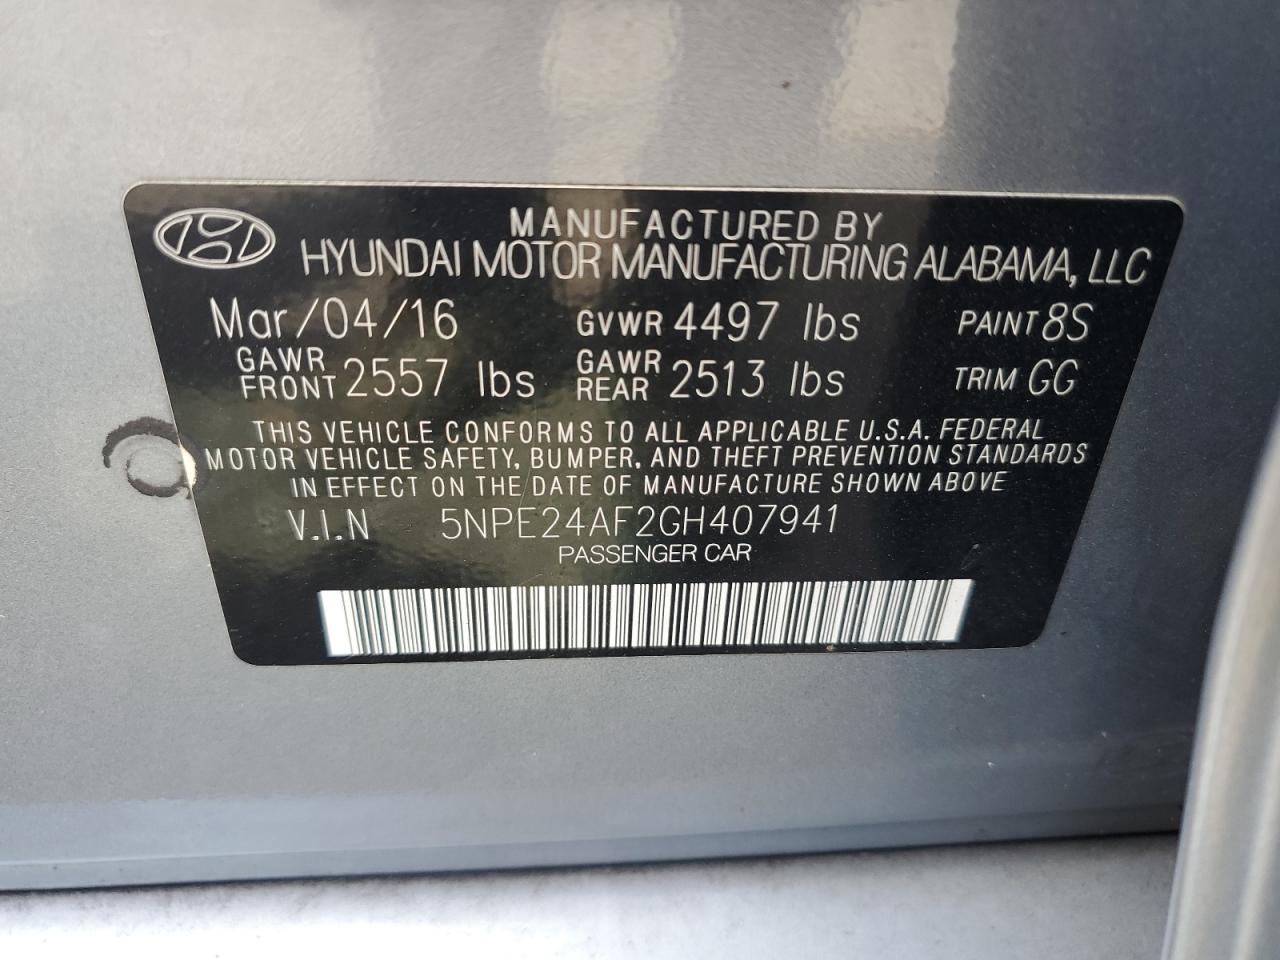 MANUFACTURED BY
HYUNDAI MOTOR MANUFACTURING ALABAMA, LLC
Mar/04/16 GVWR 4497 lbs PAINT 8S
GAWR FRONT 2557 lbs GAWR REAR 2513 lbs TRIM GG
THIS VEHICLE CONFORMS TO ALL APPLICABLE U.S.A. FEDERAL
MOTOR VEHICLE SAFETY, BUMPER, AND THEFT PREVENTION STANDARDS
IN EFFECT ON THE DATE OF MANUFACTURE SHOWN ABOVE
V.I.N 5NPE24AF2GH407941
PASSENGER CAR